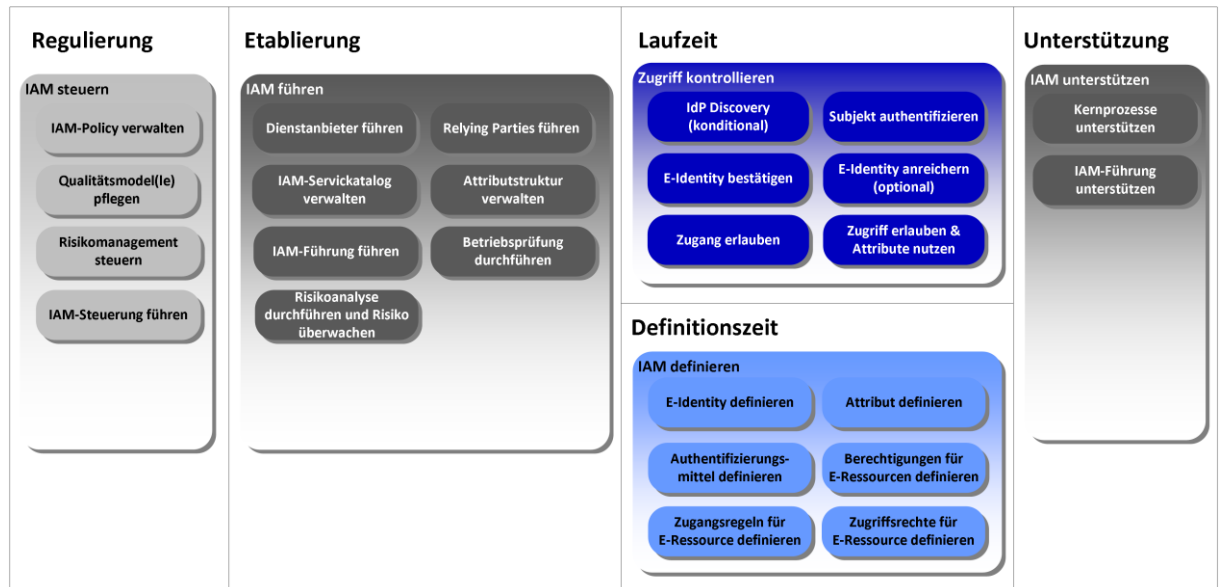 Regulierung
IAM steuern
IAM-Policy verwalten
Qualitätsmodel(le)
pflegen
Risikomanagement
steuern
IAM-Steuerung führen
Etablierung
IAM führen
Dienstanbieter führen
Relying Parties führen
IAM-Servickatalog
verwalten
Attributstruktur
verwalten
IAM-Führung führen
Betriebsprüfung
durchführen
Risikoanalyse
durchführen und Risiko
überwachen
Laufzeit
Zugriff kontrollieren
IdP Discovery
(konditional)
Subjekt authentifizieren
E-Identity bestätigen
E-Identity anreichern
(optional)
Zugang erlauben
Zugriff erlauben &
Attribute nutzen
Definitionszeit
IAM definieren
E-Identity definieren
Attribut definieren
Authentifizierungs-
mittel definieren
Berechtigungen für
E-Ressourcen definieren
Zugangsregeln für
E-Ressource definieren
Zugriffsrechte für
E-Ressource definieren
Unterstützung
IAM unterstützen
Kernprozesse
unterstützen
IAM-Führung
unterstützen